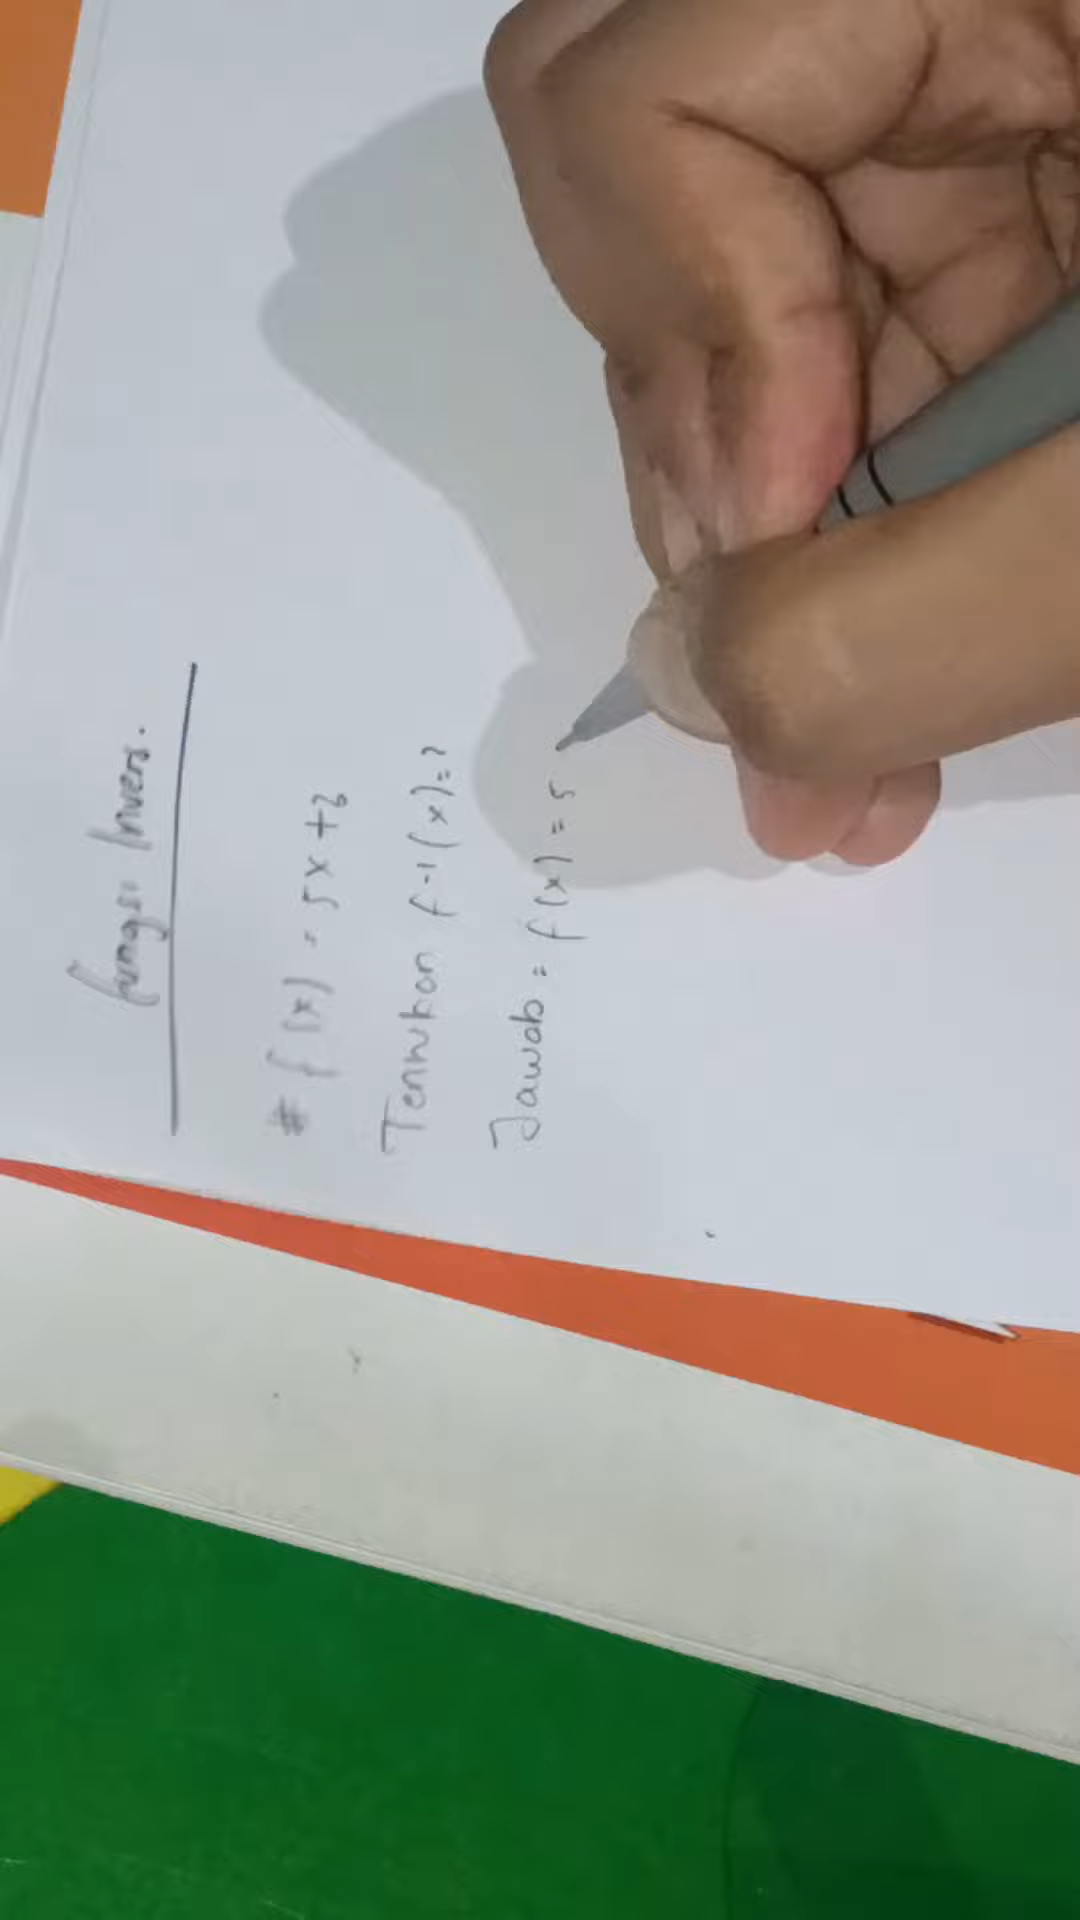 fungsi Invers.
# f(x) = 5x + 3
Tentukan f-1(x) = ?
Jawab = f(x) = 5